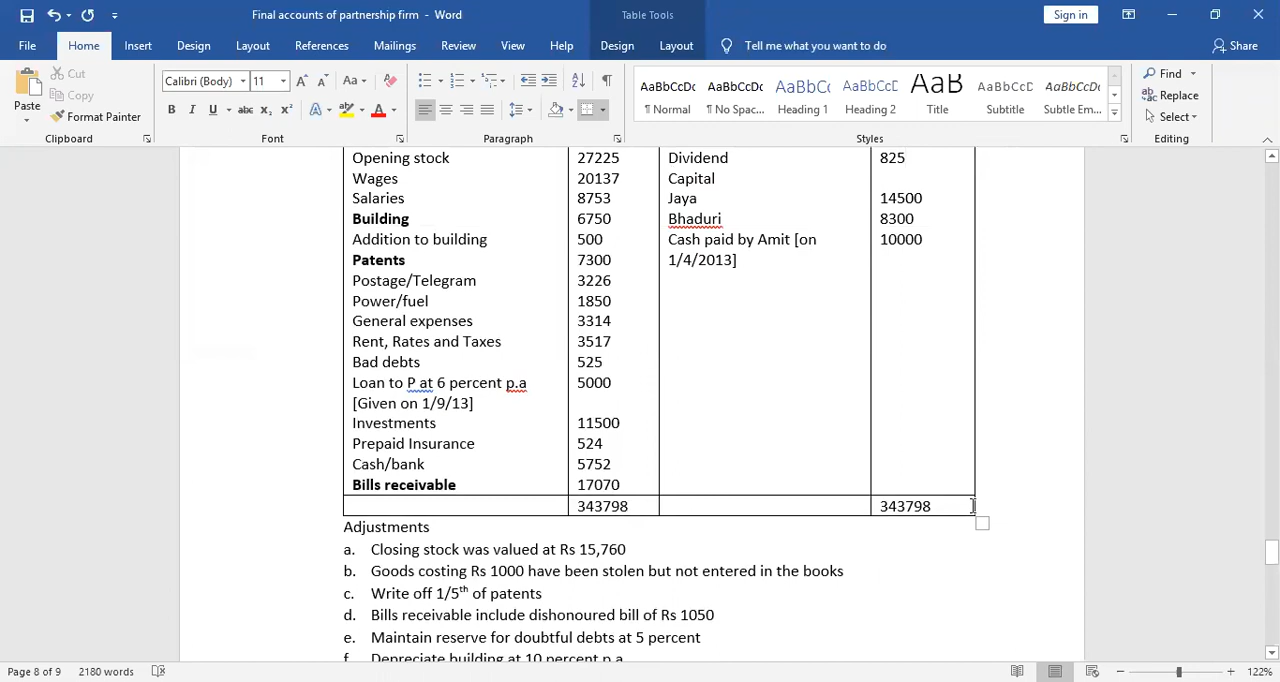 Final accounts of partnership firm - Word
Table Tools
Sign in
File Home Insert Design Layout References Mailings Review View Help Design Layout Tell me what you want to do Share
Paste Cut Copy Format Painter
Calibri (Body) 11
Clipboard Font Paragraph Styles Editing
AaBbCcDc AaBbCcDc AaBbC AaBbCcD AaB AaBbCcD AaBbCcDc
¶ Normal ¶ No Spac... Heading 1 Heading 2 Title Subtitle Subtle Em...
Find
Replace
Select
Opening stock 27225 Dividend 825
Wages 20137 Capital
Salaries 8753 Jaya 14500
Building 6750 Bhaduri 8300
Addition to building 500 Cash paid by Amit [on 10000
Patents 7300 1/4/2013]
Postage/Telegram 3226
Power/fuel 1850
General expenses 3314
Rent, Rates and Taxes 3517
Bad debts 525
Loan to P at 6 percent p.a 5000
[Given on 1/9/13]
Investments 11500
Prepaid Insurance 524
Cash/bank 5752
Bills receivable 17070
343798 343798
Adjustments
a. Closing stock was valued at Rs 15,760
b. Goods costing Rs 1000 have been stolen but not entered in the books
c. Write off 1/5th of patents
d. Bills receivable include dishonoured bill of Rs 1050
e. Maintain reserve for doubtful debts at 5 percent
f. Depreciate building at 10 percent p.a
Page 8 of 9 2180 words 122%